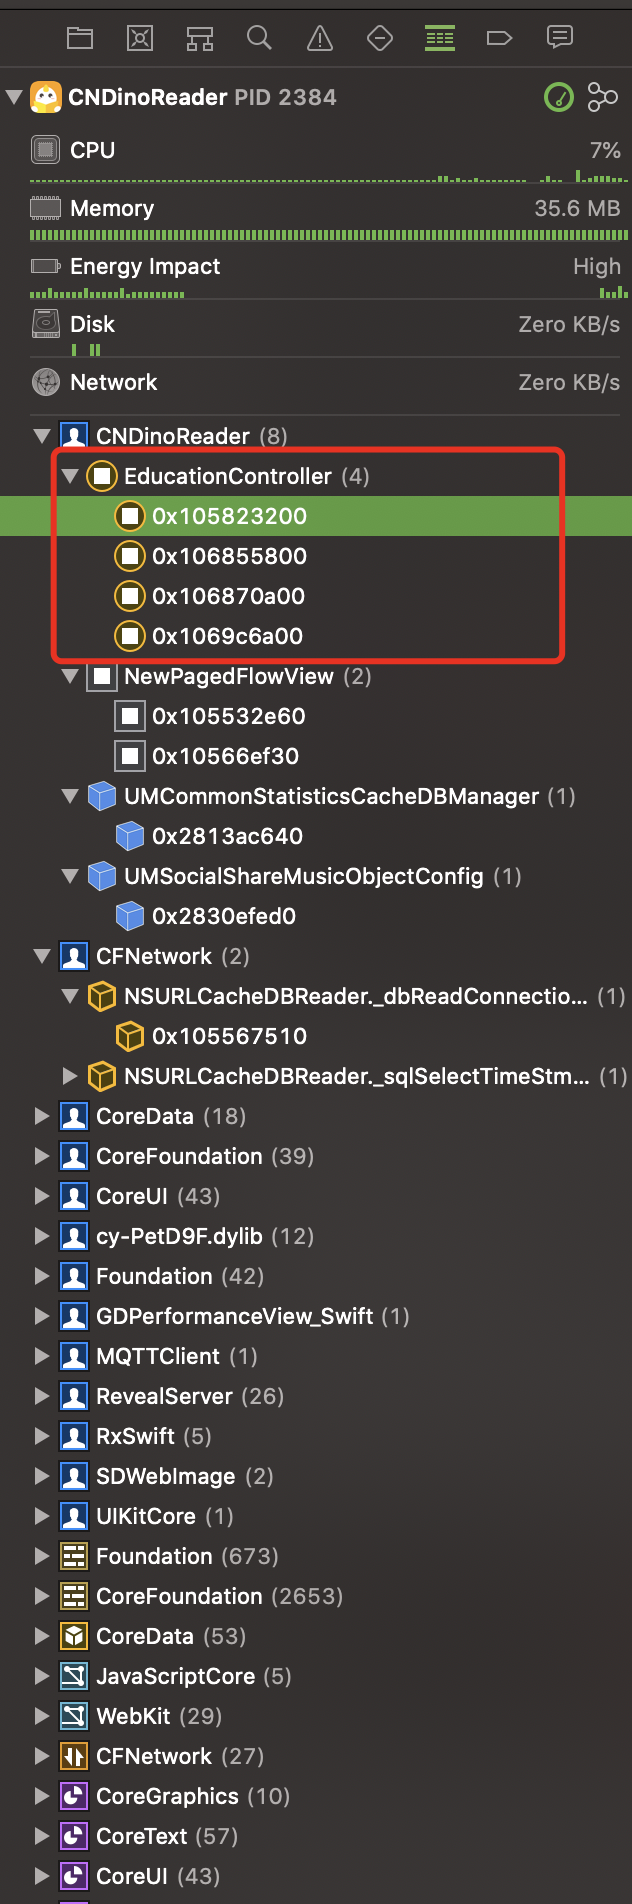 CNDinoReader PID 2384
CPU 7%
Memory 35.6 MB
Energy Impact High
Disk Zero KB/s
Network Zero KB/s
CNDinoReader (8)
EducationController (4)
0x105823200
0x106855800
0x106870a00
0x1069c6a00
NewPagedFlowView (2)
0x105532e60
0x10566ef30
UMCommonStatisticsCacheDBManager (1)
0x2813ac640
UMSocialShareMusicObjectConfig (1)
0x2830efed0
CFNetwork (2)
NSURLCacheDBReader._dbReadConnectio... (1)
0x105567510
NSURLCacheDBReader._sqlSelectTimeStm... (1)
CoreData (18)
CoreFoundation (39)
CoreUI (43)
cy-PetD9F.dylib (12)
Foundation (42)
GDPerformanceView_Swift (1)
MQTTClient (1)
RevealServer (26)
RxSwift (5)
SDWebImage (2)
UIKitCore (1)
Foundation (673)
CoreFoundation (2653)
CoreData (53)
JavaScriptCore (5)
WebKit (29)
CFNetwork (27)
CoreGraphics (10)
CoreText (57)
CoreUI (43)